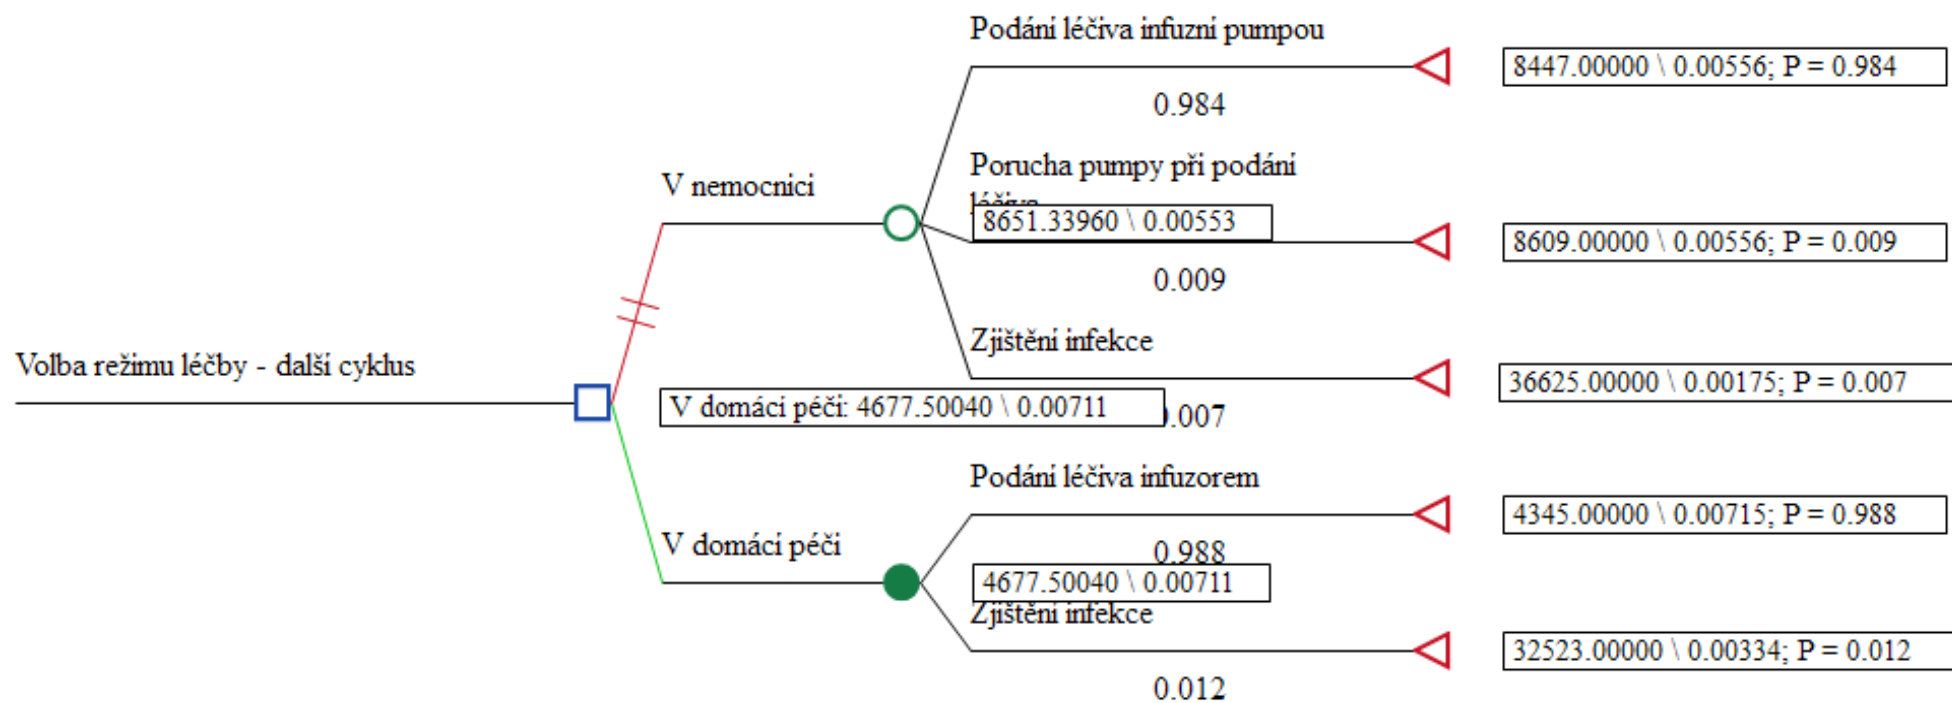 Podání léčiva infuzní pumpou
8447.00000 \ 0.00556; P = 0.984
0.984
Porucha pumpy při podání
V nemocnici
8651.33960 \ 0.00553
8609.00000 \ 0.00556; P = 0.009
0.009
Zjištění infekce
Volba režimu léčby - další cyklus
36625.00000 \ 0.00175; P = 0.007
V domácí péči: 4677.50040 \ 0.00711
.007
Podání léčiva infuzorem
4345.00000 \ 0.00715; P = 0.988
V domácí péči
0.988
4677.50040 \ 0.00711
Zjištění infekce
32523.00000 \ 0.00334; P = 0.012
0.012